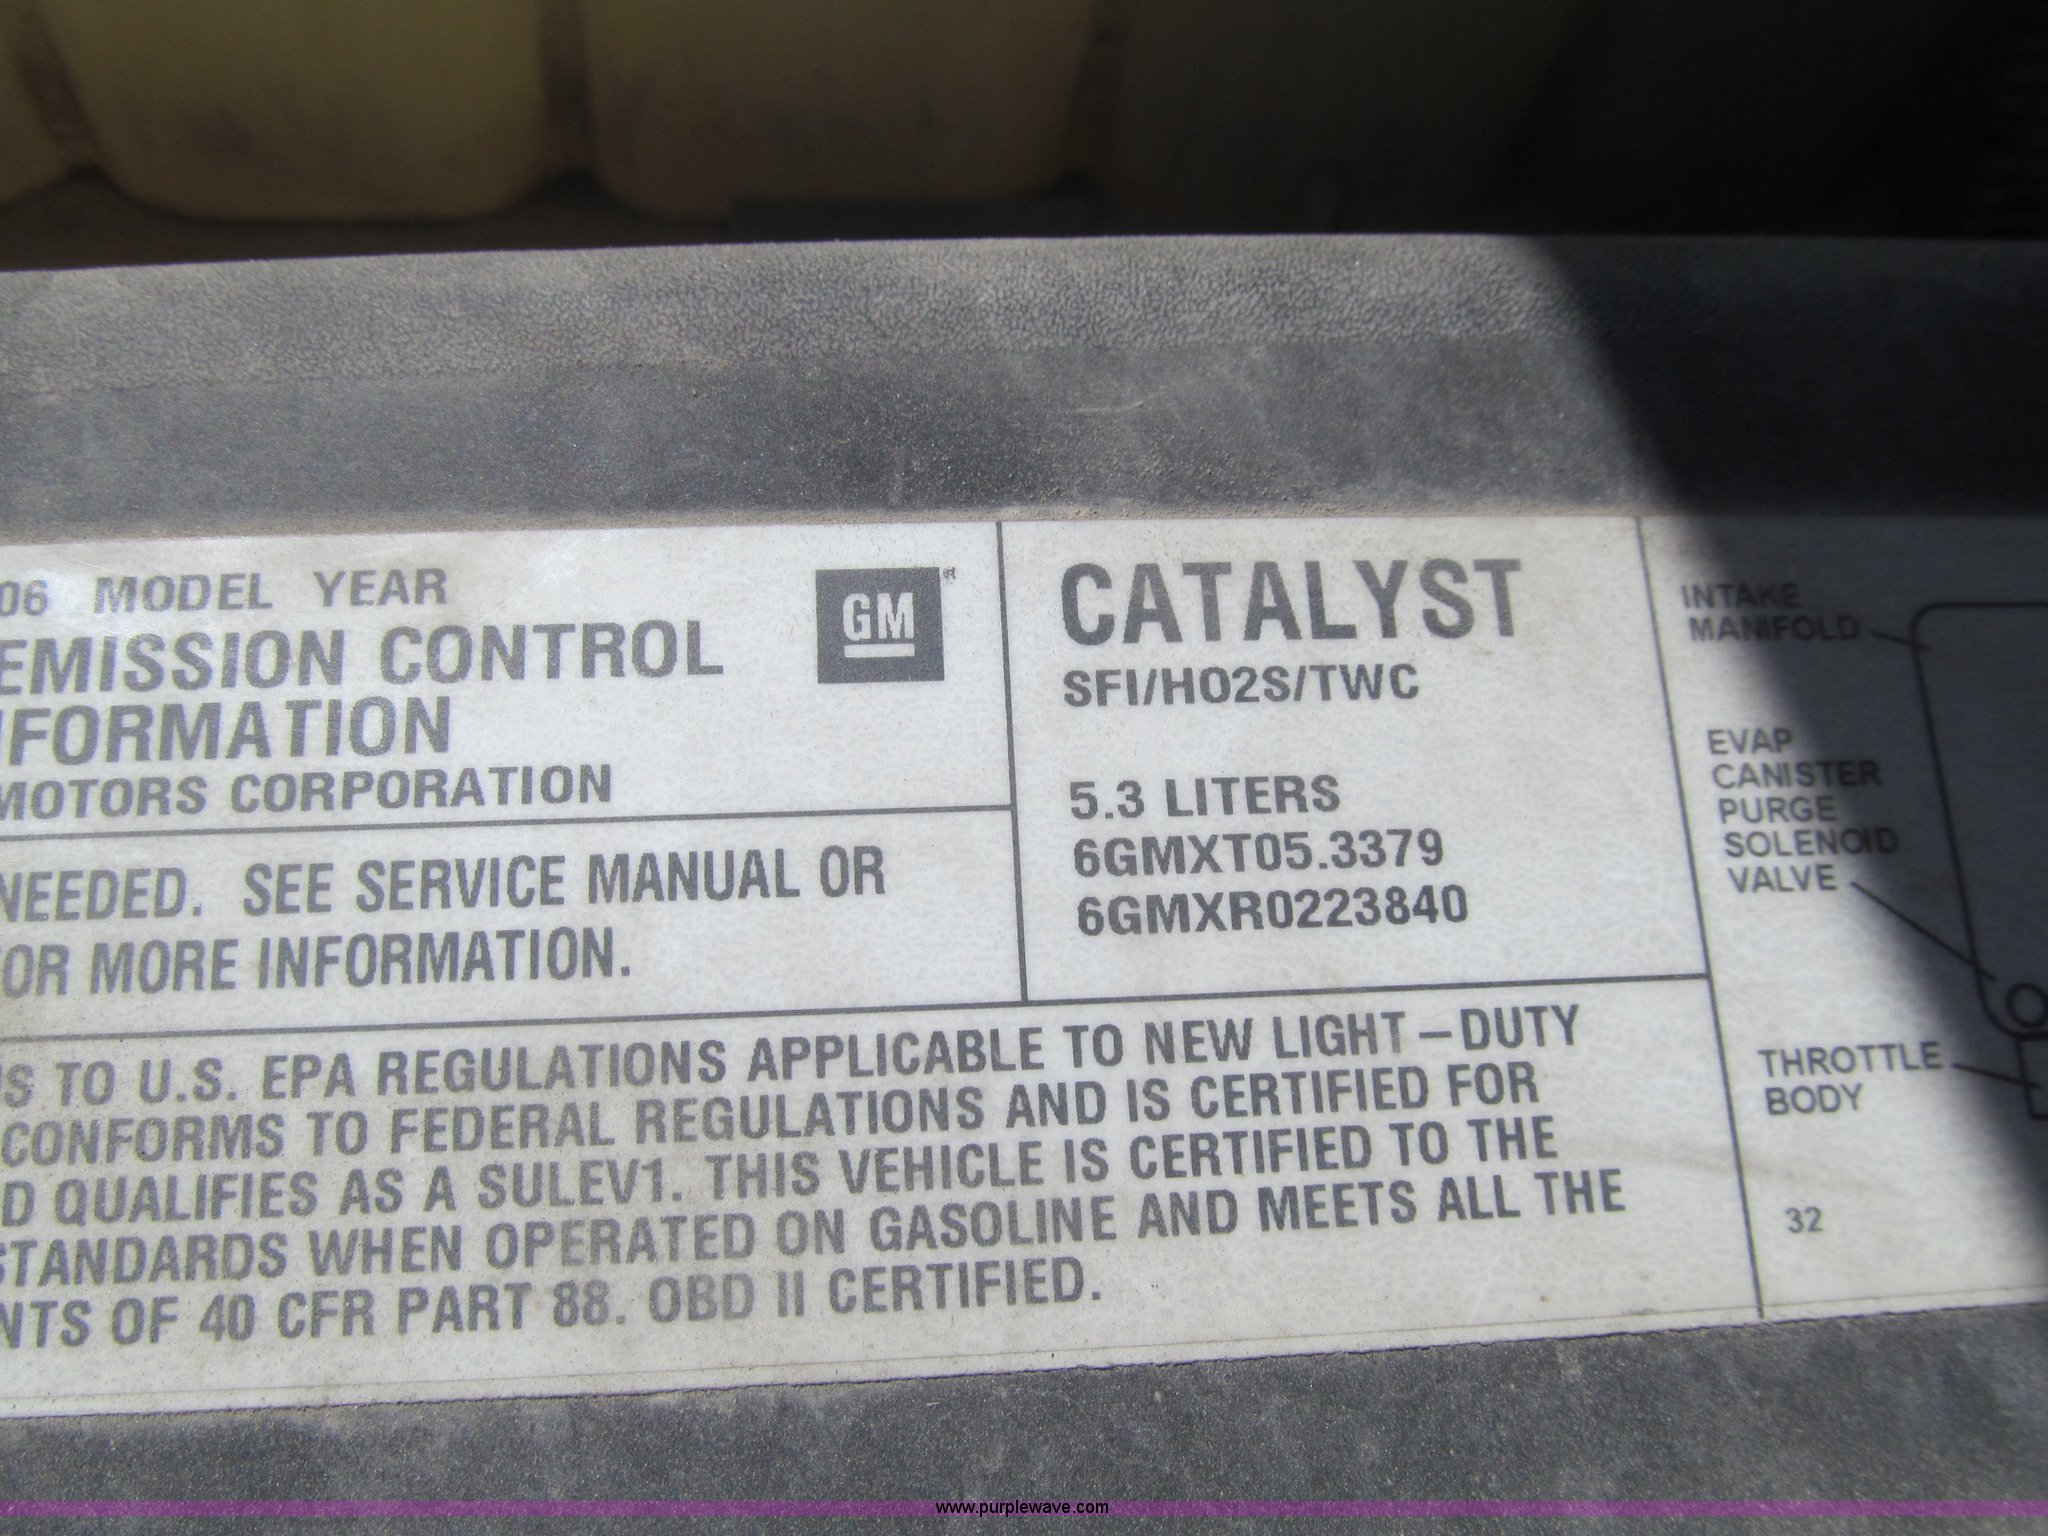 06 MODEL YEAR
EMISSION CONTROL
NFORMATION
MOTORS CORPORATION
GM
NEEDED. SEE SERVICE MANUAL OR
FOR MORE INFORMATION.
CATALYST
SFI/HO2S/TWC
5.3 LITERS
6GMXT05.3379
6GMXR0223840
S TO U.S. EPA REGULATIONS APPLICABLE TO NEW LIGHT-DUTY
CONFORMS TO FEDERAL REGULATIONS AND IS CERTIFIED FOR
D QUALIFIES AS A SULEV1. THIS VEHICLE IS CERTIFIED TO THE
STANDARDS WHEN OPERATED ON GASOLINE AND MEETS ALL THE
NTS OF 40 CFR PART 88. OBD II CERTIFIED.
INTAKE
MANIFOLD
EVAP
CANISTER
PURGE
SOLENOID
VALVE
THROTTLE
BODY
32
www.purplewave.com